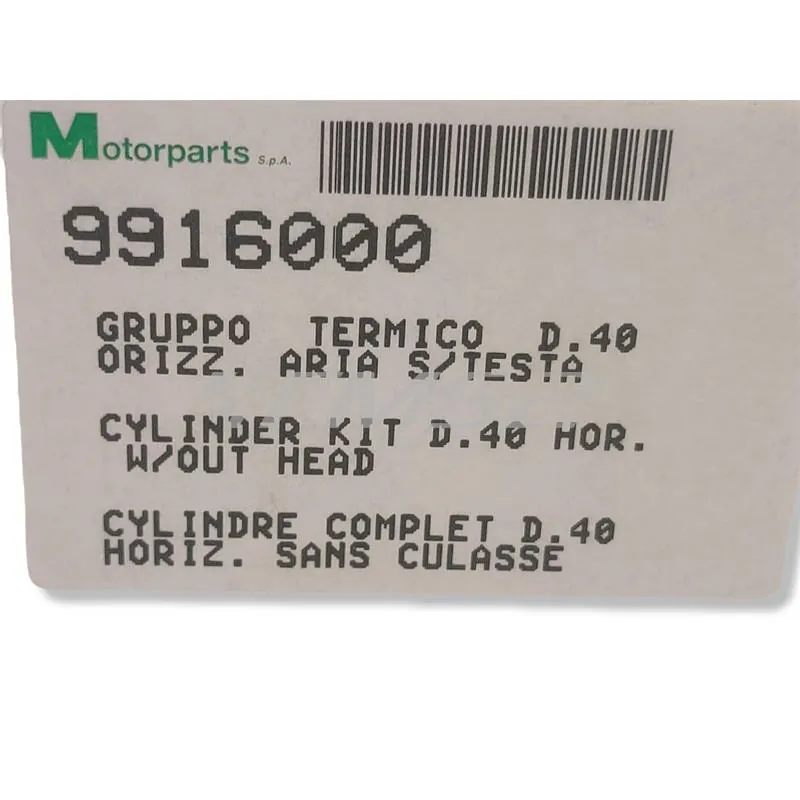 Motorparts S.p.A.
9916000
GRUPPO TERMICO D.40
ORIZZ. ARIA S/TESTA
CYLINDER KIT D.40 HOR.
W/OUT HEAD
CYLINDRE COMPLET D.40
HORIZ. SANS CULASSE